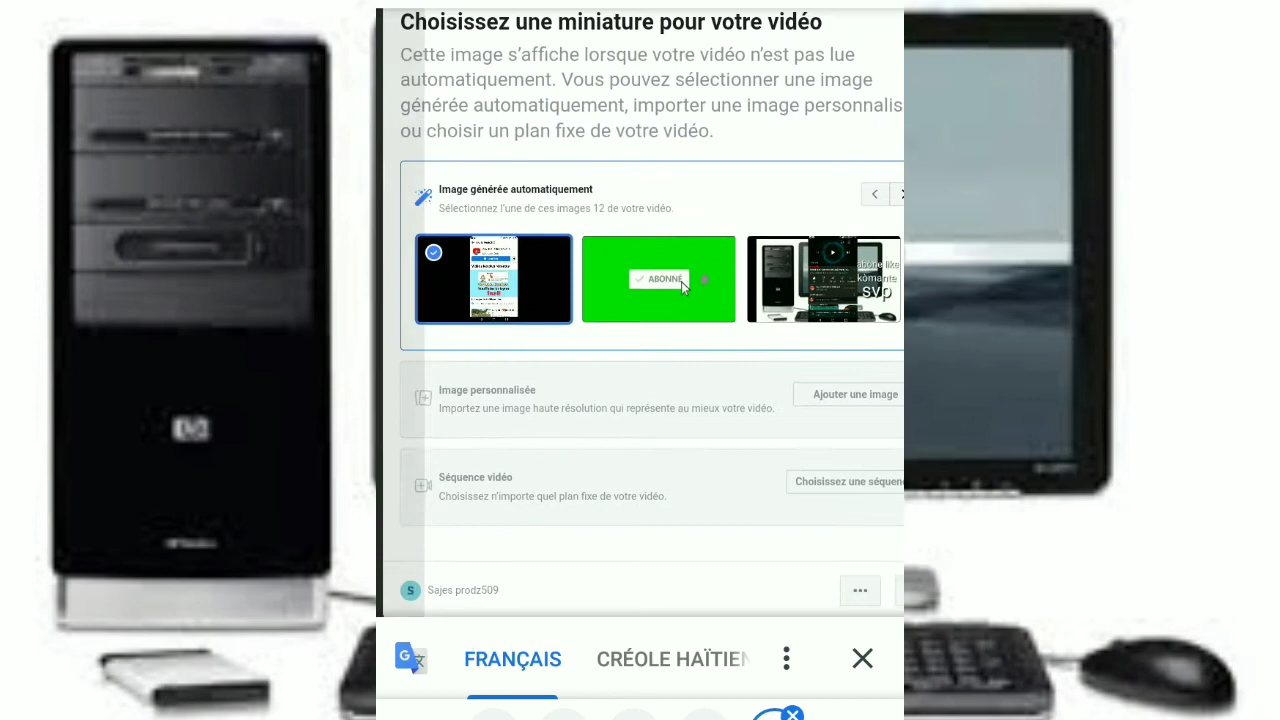 Choisissez une miniature pour votre vidéo
Cette image s’affiche lorsque votre vidéo n’est pas lue
automatiquement. Vous pouvez sélectionner une image
générée automatiquement, importer une image personnalis
ou choisir un plan fixe de votre vidéo.
Image générée automatiquement
Sélectionnez l’une de ces images 12 de votre vidéo.
ABONNÉ
abone like
kòmante
svp
Image personnalisée
Importez une image haute résolution qui représente au mieux votre vidéo.
Ajouter une image
Séquence vidéo
Choisissez n’importe quel plan fixe de votre vidéo.
Choisissez une séquen
S
Sajes prodz509
G
FRANÇAIS
CRÉOLE HAÏTIEN
hp